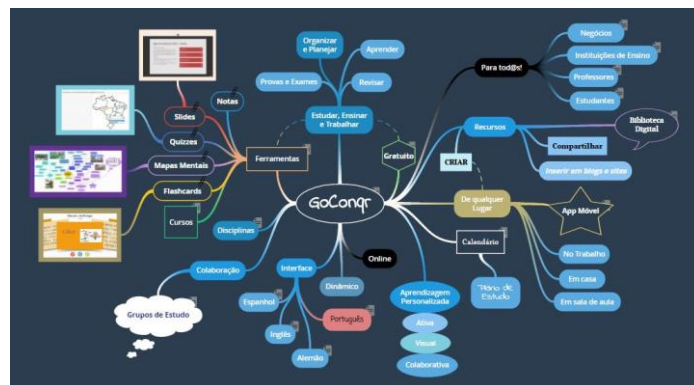 Organizar
e Planejar
Aprender
Provas e Exames
Revisar
Estudar, Ensinar
e Trabalhar
Notas
Slides
Quizzes
Mapas Mentais
Flashcards
Cursos
Ferramentas
Gratuito
GoConqr
Para tod@s!
Negócios
Instituições de Ensino
Professores
Estudantes
Recursos
Biblioteca
Digital
Compartilhar
Inserir em blogs e sites
CRIAR
De qualquer
Lugar
App Móvel
No Trabalho
Em casa
Em sala de aula
Calendário
Plano de
Estudo
Disciplinas
Colaboração
Grupos de Estudo
Interface
Espanhol
Inglês
Alemão
Português
Online
Dinâmico
Aprendizagem
Personalizada
Ativa
Visual
Colaborativa